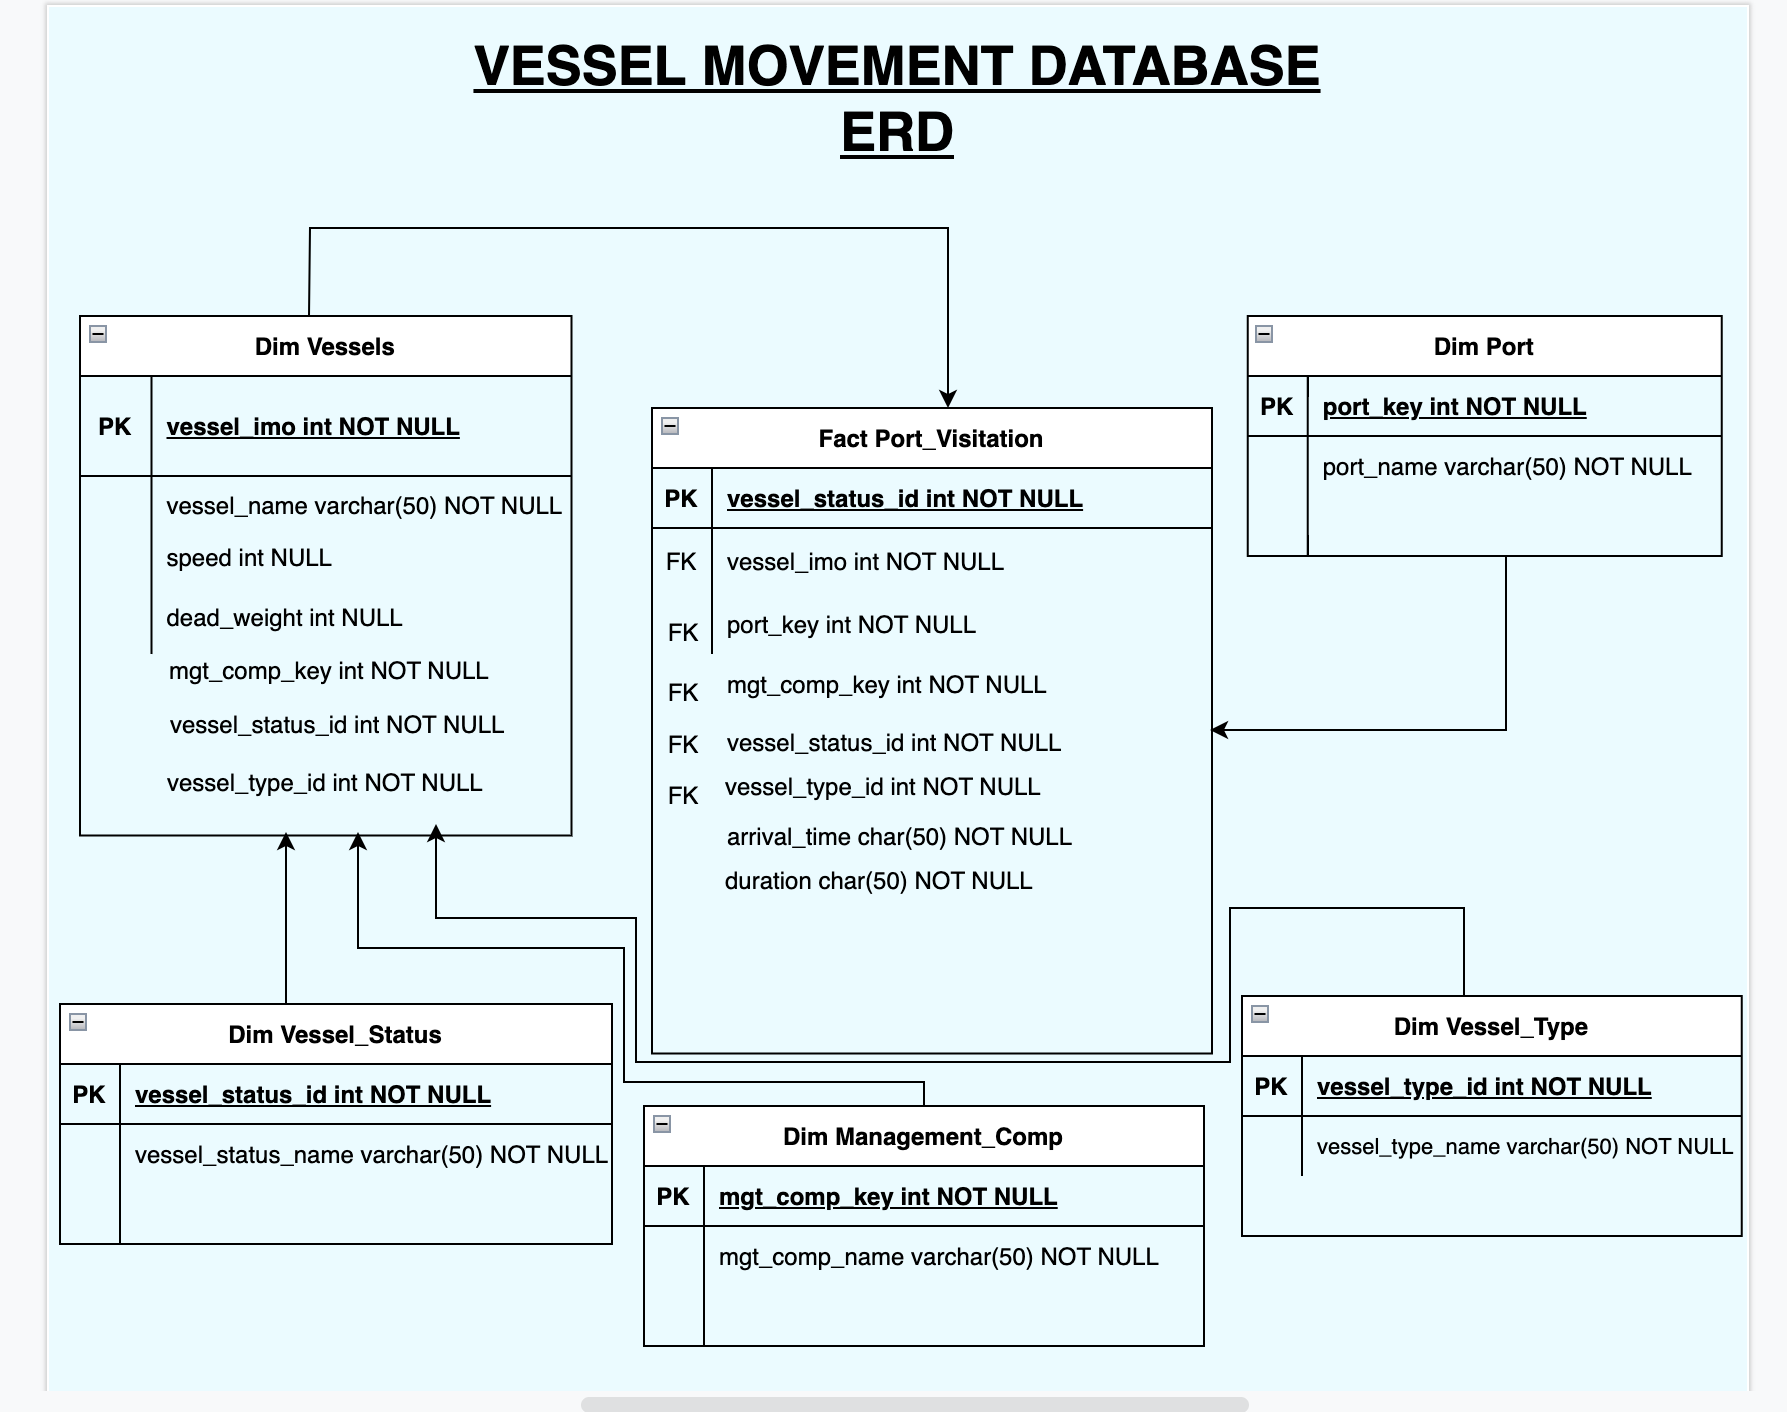 VESSEL MOVEMENT DATABASE
ERD
Dim Vessels
PK vessel_imo int NOT NULL
vessel_name varchar(50) NOT NULL
speed int NULL
dead_weight int NULL
mgt_comp_key int NOT NULL
vessel_status_id int NOT NULL
vessel_type_id int NOT NULL
Fact Port_Visitation
PK vessel_status_id int NOT NULL
FK vessel_imo int NOT NULL
FK port_key int NOT NULL
FK mgt_comp_key int NOT NULL
FK vessel_status_id int NOT NULL
FK vessel_type_id int NOT NULL
arrival_time char(50) NOT NULL
duration char(50) NOT NULL
Dim Port
PK port_key int NOT NULL
port_name varchar(50) NOT NULL
Dim Vessel_Status
PK vessel_status_id int NOT NULL
vessel_status_name varchar(50) NOT NULL
Dim Management_Comp
PK mgt_comp_key int NOT NULL
mgt_comp_name varchar(50) NOT NULL
Dim Vessel_Type
PK vessel_type_id int NOT NULL
vessel_type_name varchar(50) NOT NULL